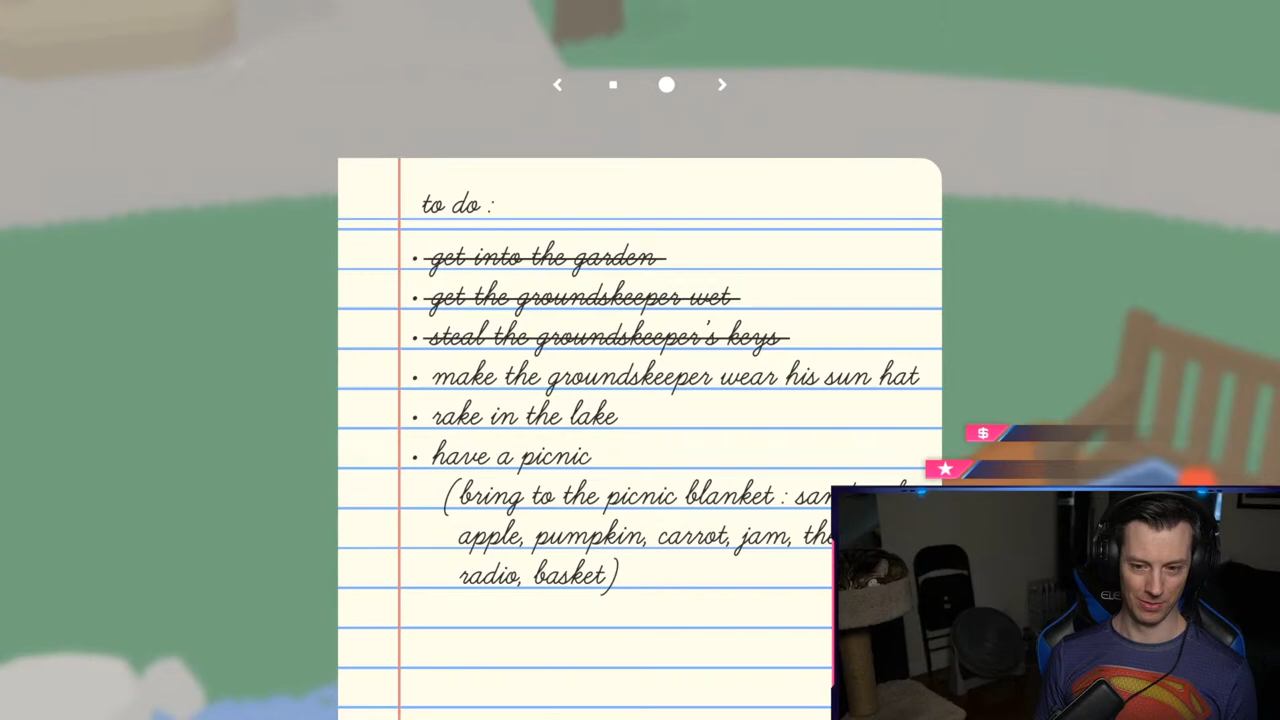 to do :
• get into the garden
• get the groundskeeper wet
• steal the groundskeeper's keys
• make the groundskeeper wear his sun hat
• rake in the lake
• have a picnic
(bring to the picnic blanket :
apple, pumpkin, carrot, jam,
radio, basket)
$